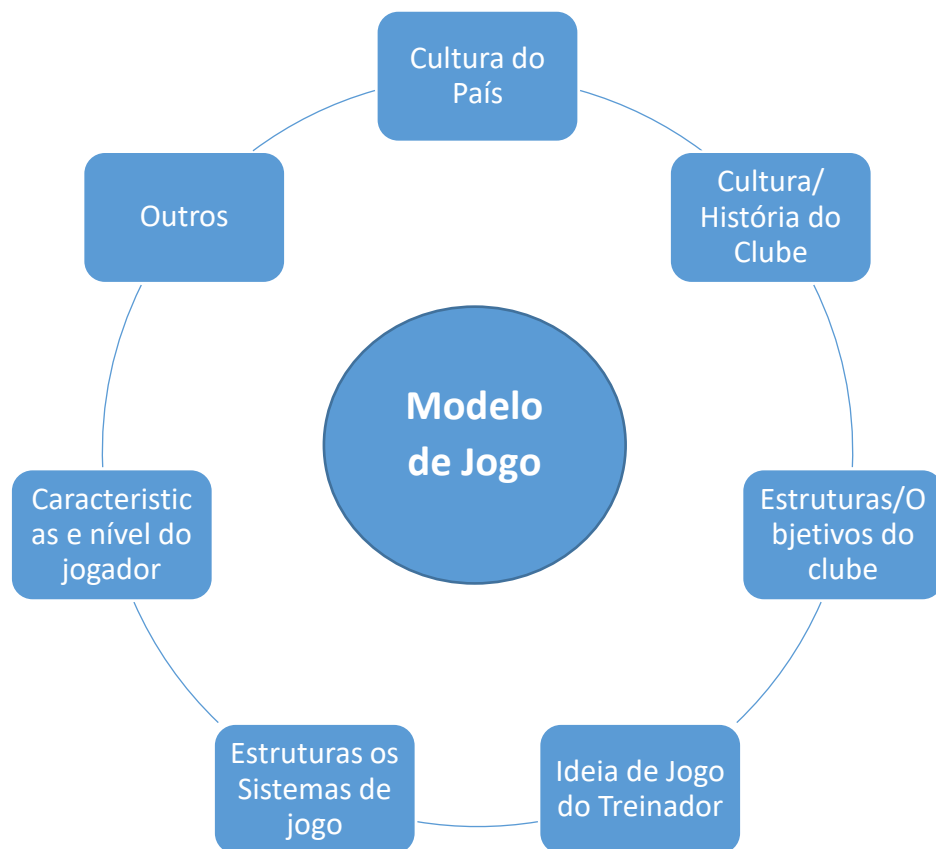 Cultura do
País
Cultura/
História do
Clube
Estruturas/O
bjetivos do
clube
Ideia de Jogo
do Treinador
Estruturas os
Sistemas de
jogo
Caracteristic
as e nível do
jogador
Outros
Modelo
de Jogo